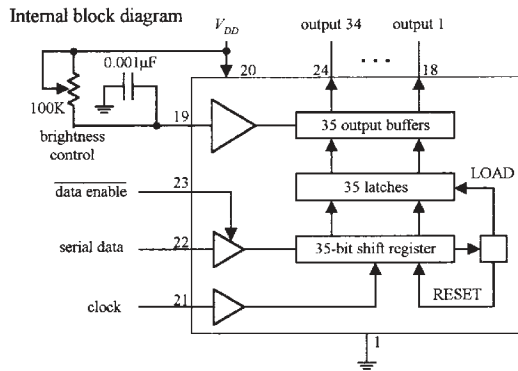 Internal block diagram
V_DD
output 34
output 1
. . .
0.001µF
20
24
18
100K
19
35 output buffers
brightness
control
LOAD
data enable
23
35 latches
serial data
22
35-bit shift register
clock
21
RESET
1